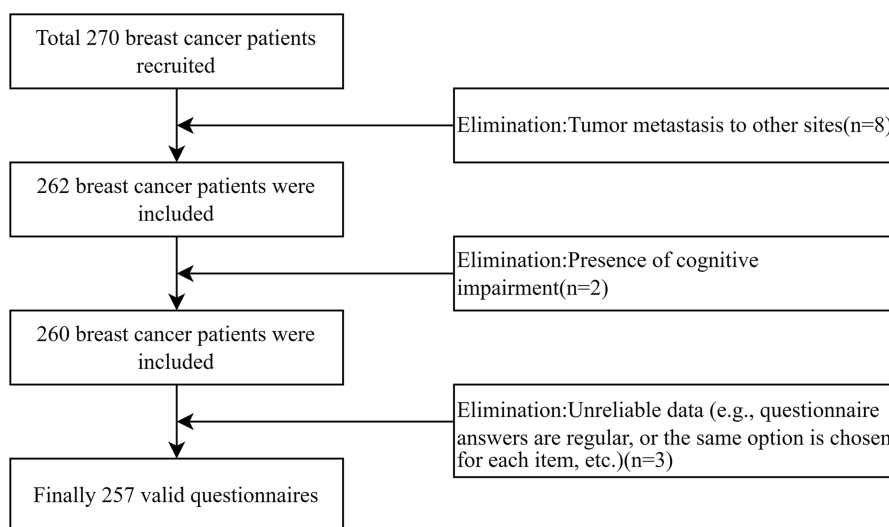 Total 270 breast cancer patients
recruited
Elimination:Tumor metastasis to other sites(n=8)
262 breast cancer patients were
included
Elimination:Presence of cognitive
impairment(n=2)
260 breast cancer patients were
included
Elimination:Unreliable data (e.g., questionnaire
answers are regular, or the same option is chosen
for each item, etc.)(n=3)
Finally 257 valid questionnaires